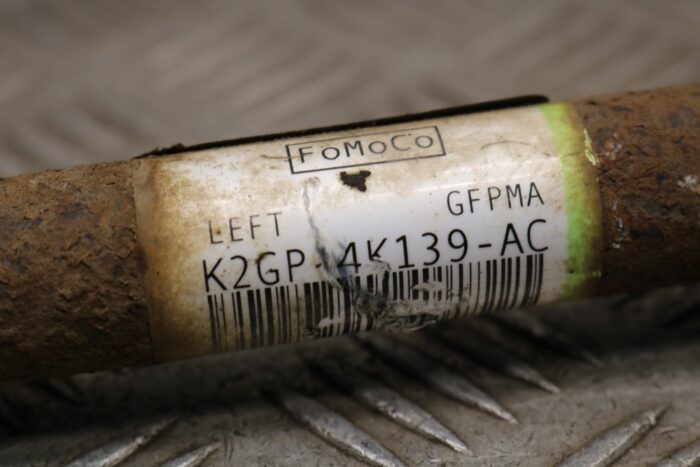 FoMoCo
LEFT GFPMA
K2GP 4K139-AC